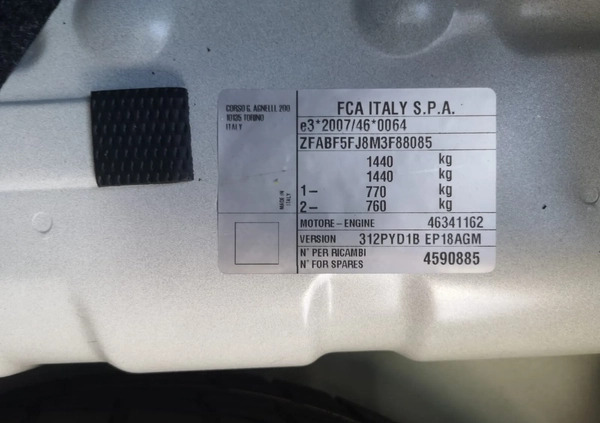 CORSO G. AGNELLI, 200
10135 TORINO
ITALY
MADE IN
ITALY
FCA ITALY S.P.A.
e3*2007/46*0064
ZFABF5FJ8M3F88085
1440 kg
1440 kg
1– 770 kg
2– 760 kg
MOTORE – ENGINE 46341162
VERSION 312PYD1B EP18AGM
N° PER RICAMBI
N° FOR SPARES 4590885